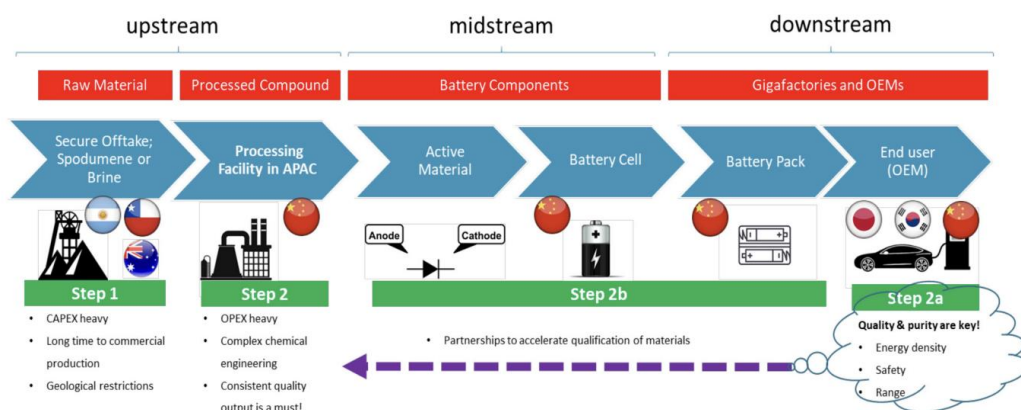 upstream
midstream
downstream
Raw Material
Processed Compound
Battery Components
Gigafactories and OEMs
Secure Offtake;
Spodumene or
Brine
Processing
Facility in APAC
Active
Material
Battery Cell
Battery Pack
End user
(OEM)
Anode
Cathode
Step 1
Step 2
Step 2b
Step 2a
• CAPEX heavy
• Long time to commercial
production
• Geological restrictions
• OPEX heavy
• Complex chemical
engineering
• Consistent quality
output is a must!
• Partnerships to accelerate qualification of materials
Quality & purity are key!
• Energy density
• Safety
• Range